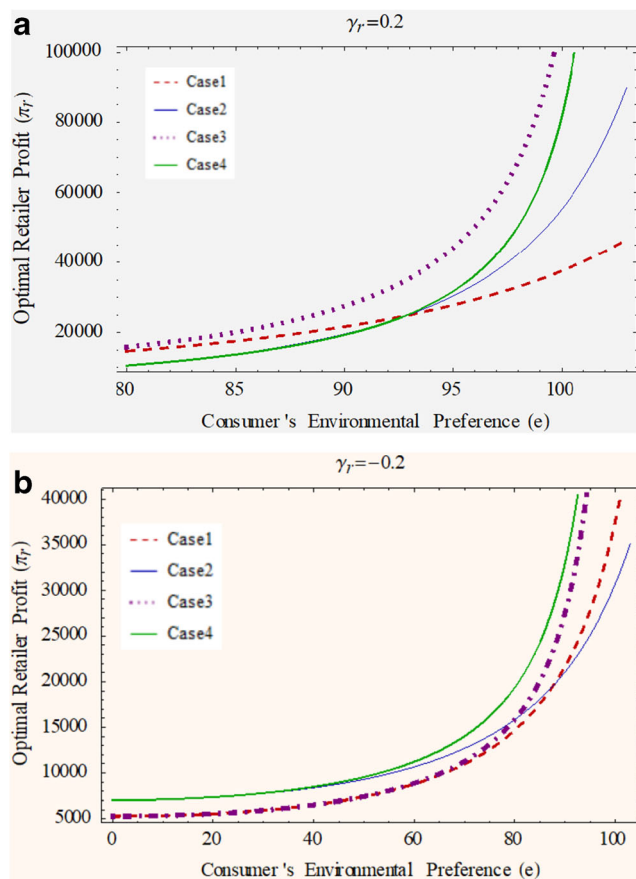 a
γr=0.2
Optimal Retailer Profit (πr)
100000
80000
60000
40000
20000
Case1
Case2
Case3
Case4
80 85 90 95 100
Consumer's Environmental Preference (e)
b
γr=−0.2
Optimal Retailer Profit (πr)
40000
35000
30000
25000
20000
15000
10000
5000
Case1
Case2
Case3
Case4
0 20 40 60 80 100
Consumer's Environmental Preference (e)